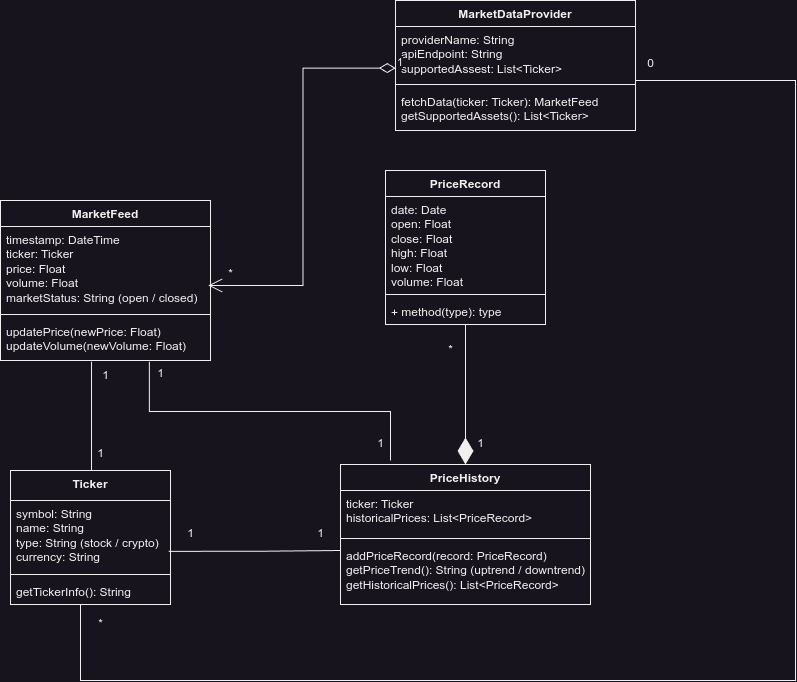 MarketDataProvider
providerName: String
apiEndpoint: String
supportedAssest: List<Ticker>
fetchData(ticker: Ticker): MarketFeed
getSupportedAssets(): List<Ticker>
1
0
PriceRecord
date: Date
open: Float
close: Float
high: Float
low: Float
volume: Float
+ method(type): type
MarketFeed
timestamp: DateTime
ticker: Ticker
price: Float
volume: Float
marketStatus: String (open / closed)
updatePrice(newPrice: Float)
updateVolume(newVolume: Float)
*
*
1
1
1
1
1
Ticker
symbol: String
name: String
type: String (stock / crypto)
currency: String
getTickerInfo(): String
1
1
PriceHistory
ticker: Ticker
historicalPrices: List<PriceRecord>
addPriceRecord(record: PriceRecord)
getPriceTrend(): String (uptrend / downtrend)
getHistoricalPrices(): List<PriceRecord>
*